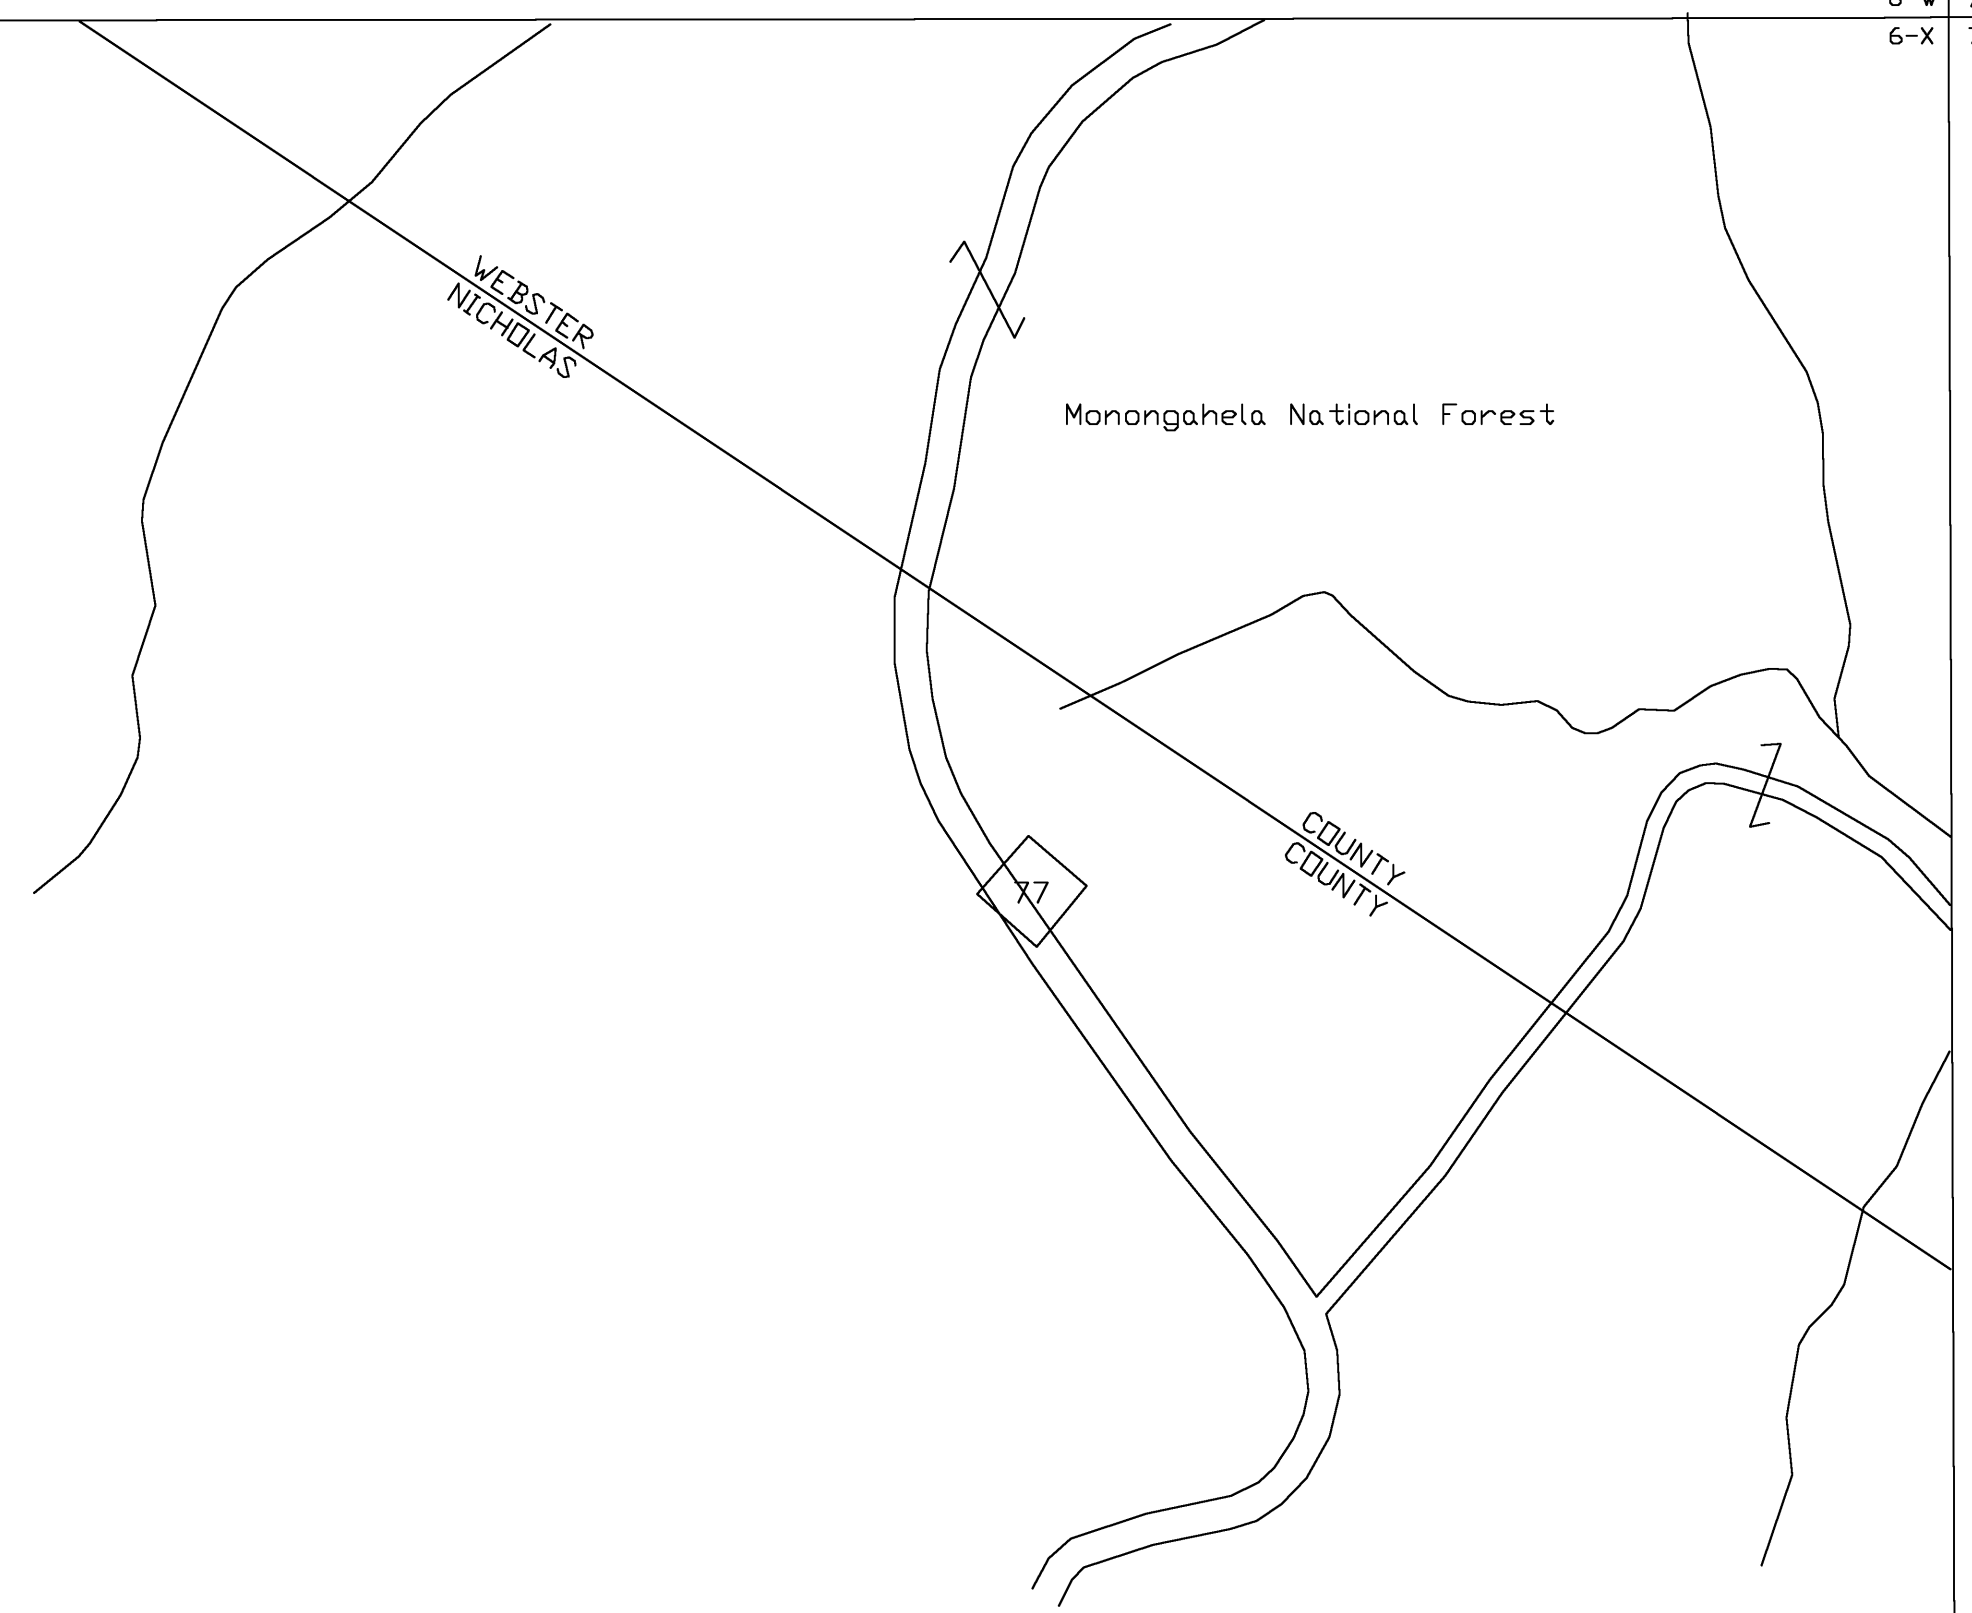 6-X
WEBSTER
NICHOLAS
Monongahela National Forest
COUNTY
COUNTY
77